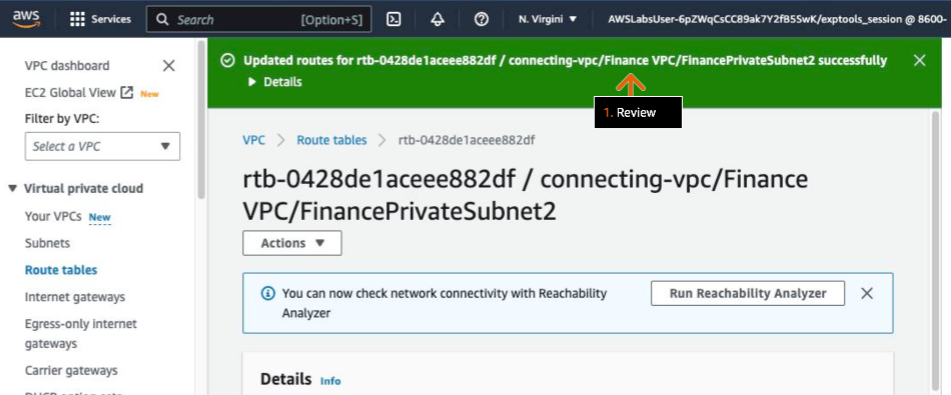 aws
Services
Search [Option+S]
N. Virgini
AWSLabsUser-6pZWqCsCC89ak7Y2fB5SwK/exptools_session @ 8600-
VPC dashboard
EC2 Global View New
Filter by VPC:
Select a VPC
Virtual private cloud
Your VPCs New
Subnets
Route tables
Internet gateways
Egress-only internet
gateways
Carrier gateways
DHCP option sets
Updated routes for rtb-0428de1aceee882df / connecting-vpc/Finance VPC/FinancePrivateSubnet2 successfully
Details
1. Review
VPC > Route tables > rtb-0428de1aceee882df
rtb-0428de1aceee882df / connecting-vpc/Finance
VPC/FinancePrivateSubnet2
Actions
You can now check network connectivity with Reachability
Analyzer
Run Reachability Analyzer
Details Info